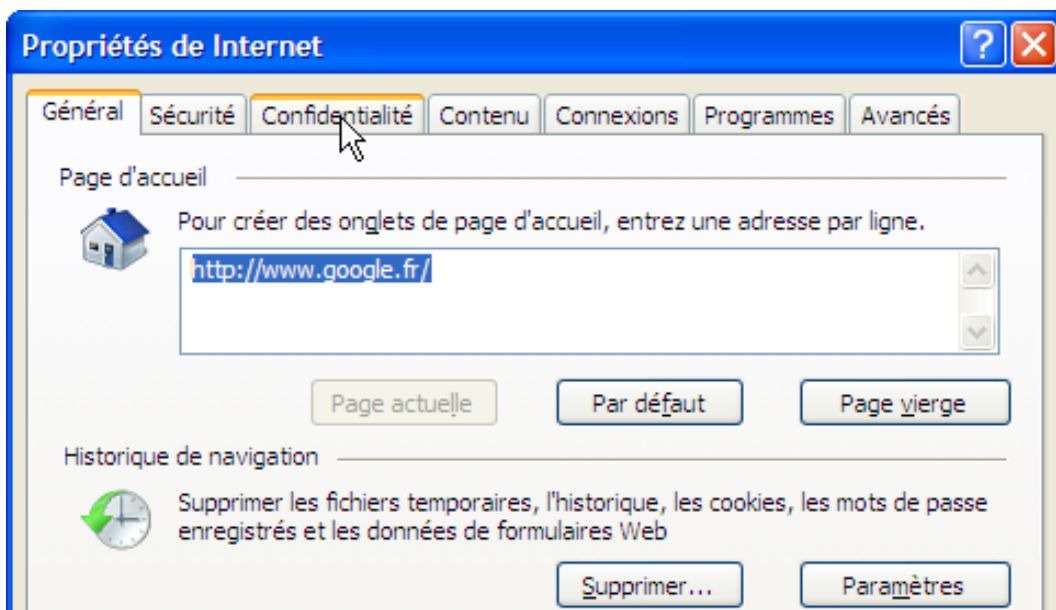 Propriétés de Internet
Général Sécurité Confidentialité Contenu Connexions Programmes Avancés
Page d'accueil
Pour créer des onglets de page d'accueil, entrez une adresse par ligne.
http://www.google.fr/
Page actuelle Par défaut Page vierge
Historique de navigation
Supprimer les fichiers temporaires, l'historique, les cookies, les mots de passe
enregistrés et les données de formulaires Web
Supprimer... Paramètres